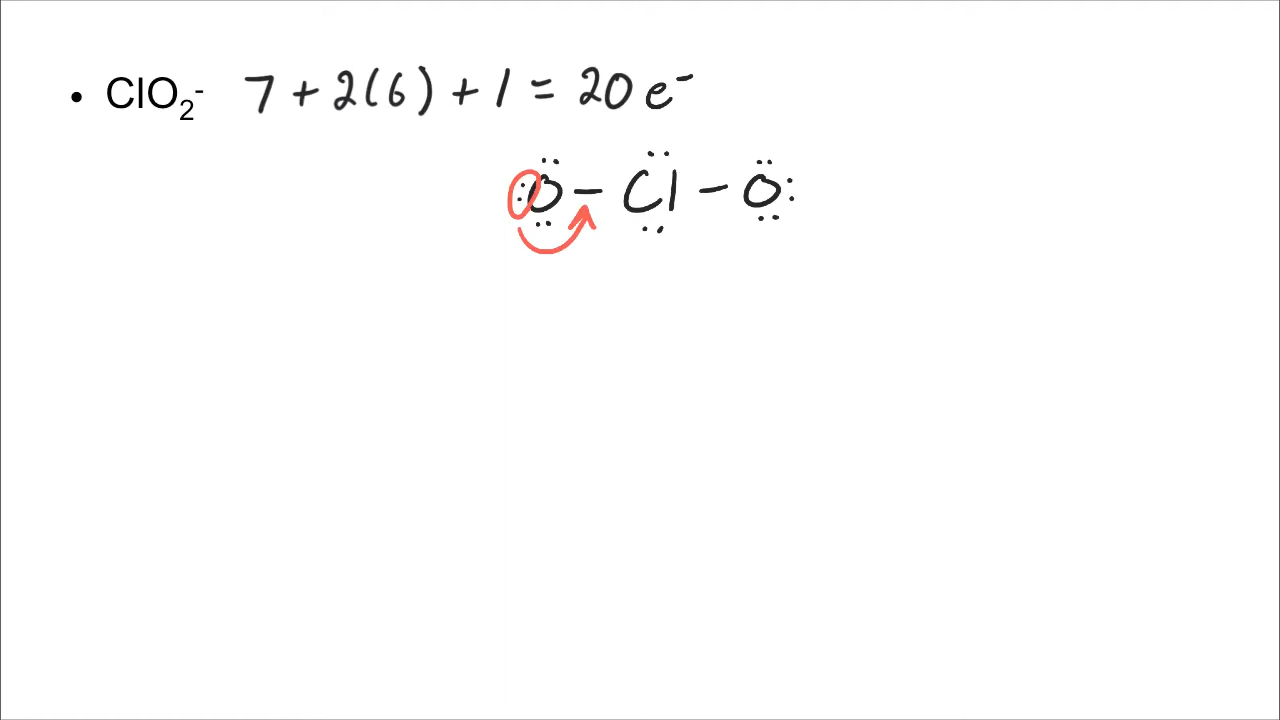 • ClO₂⁻ 7 + 2(6) + 1 = 20 e⁻
:O - Cl - O: